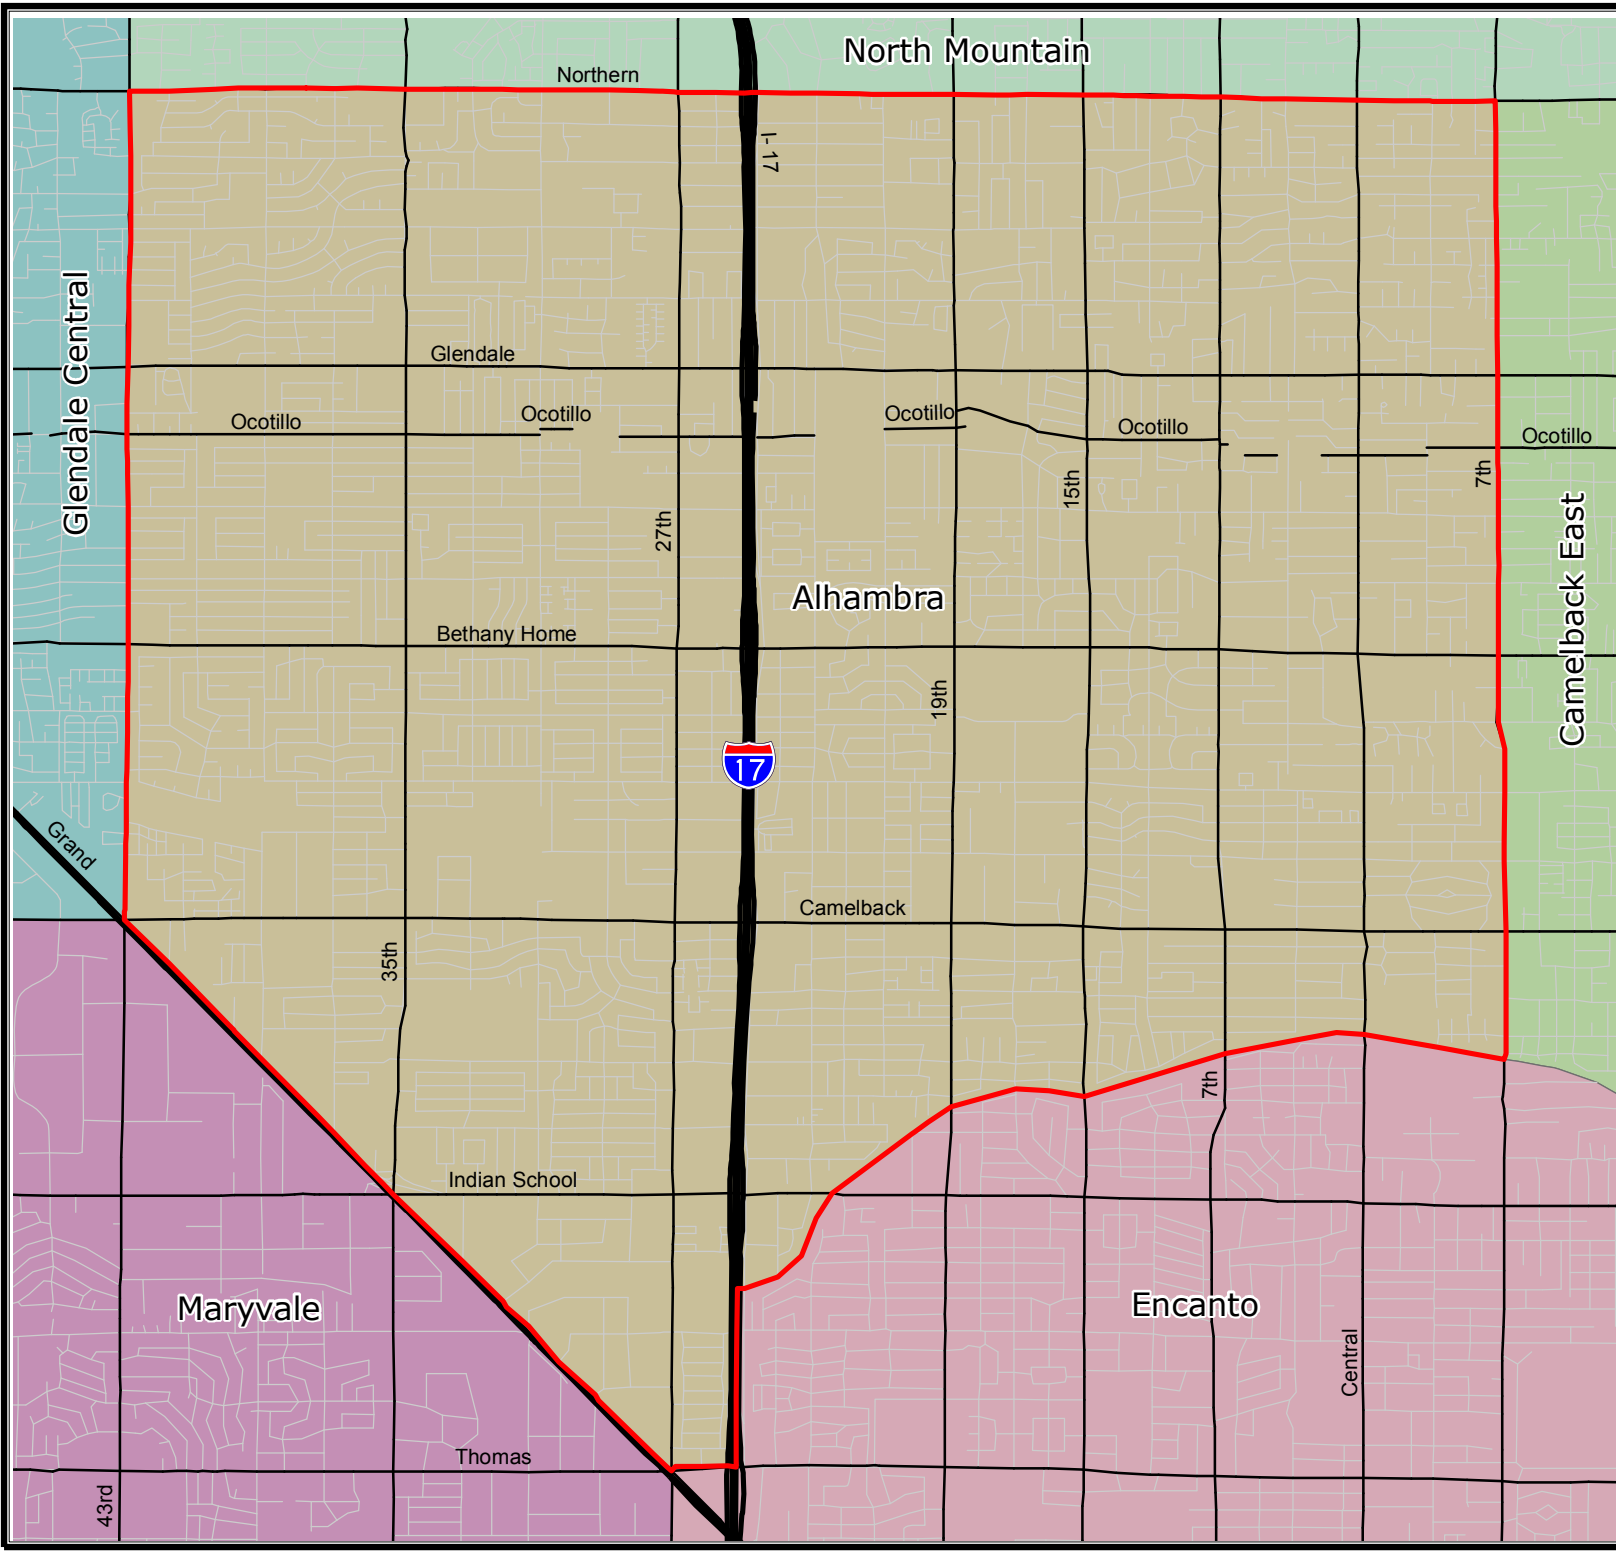 North Mountain
Northern
I- 17
Glendale Central
Glendale
Ocotillo
Ocotillo
Ocotillo
Ocotillo
Ocotillo
7th
15th
27th
Camelback East
Alhambra
Bethany Home
19th
17
Grand
Camelback
35th
7th
Indian School
Maryvale
Encanto
Central
Thomas
43rd